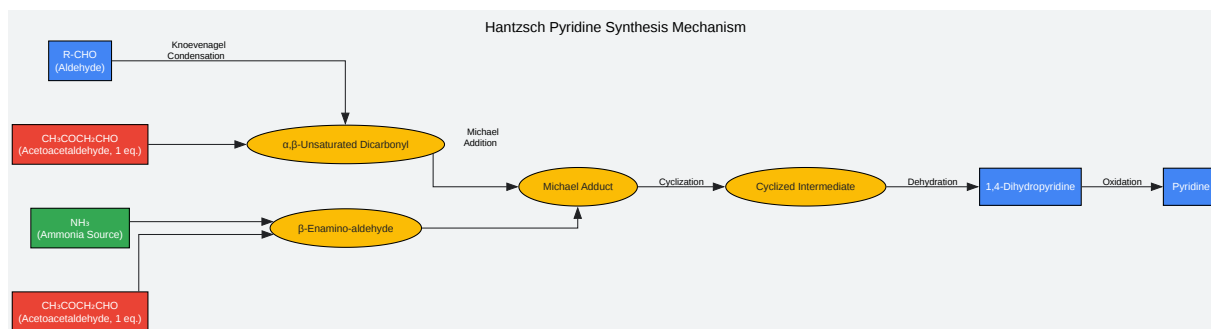 Hantzsch Pyridine Synthesis Mechanism
R-CHO
(Aldehyde)
Knoevenagel
Condensation
CH₃COCH₂CHO
(Acetoacetaldehyde, 1 eq.)
α,β-Unsaturated Dicarbonyl
Michael
Addition
Michael Adduct
Cyclization
Cyclized Intermediate
Dehydration
1,4-Dihydropyridine
Oxidation
Pyridine
NH₃
(Ammonia Source)
β-Enamino-aldehyde
CH₃COCH₂CHO
(Acetoacetaldehyde, 1 eq.)